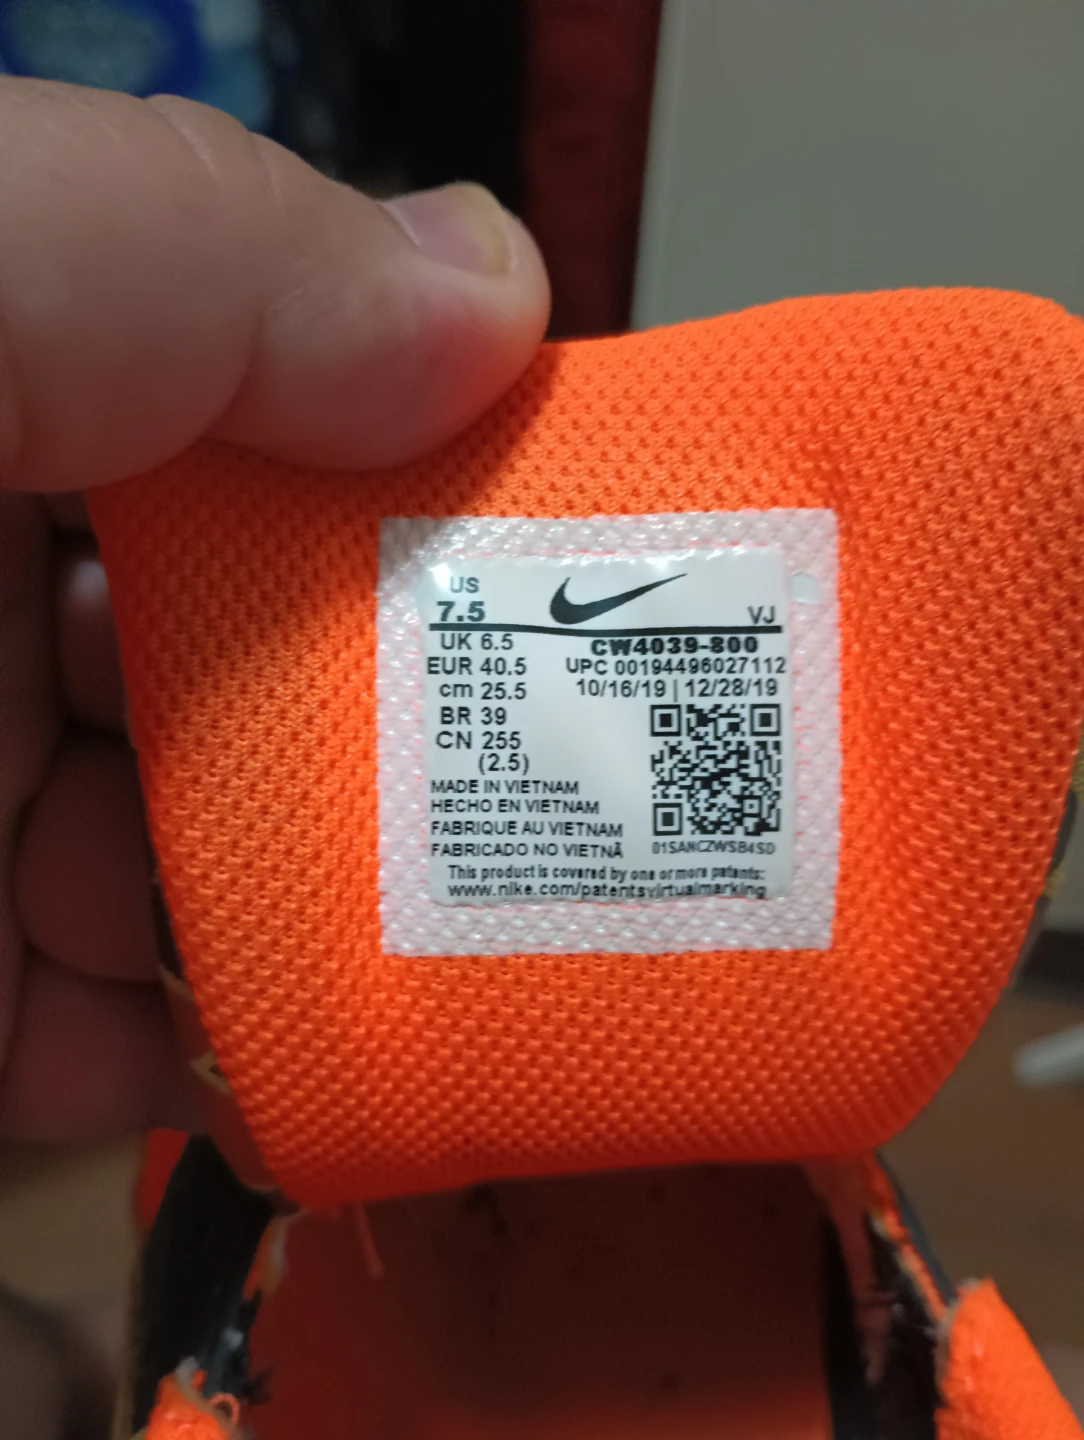 US
7.5
VJ
UK 6.5
CW4039-800
EUR 40.5
UPC 00194496027112
cm 25.5
10/16/19 | 12/28/19
BR 39
CN 255
(2.5)
MADE IN VIETNAM
HECHO EN VIETNAM
FABRIQUE AU VIETNAM
FABRICADO NO VIETNÃ
01SANCZWSB4SD
This product is covered by one or more patents:
www.nike.com/patentsvirtualmarking